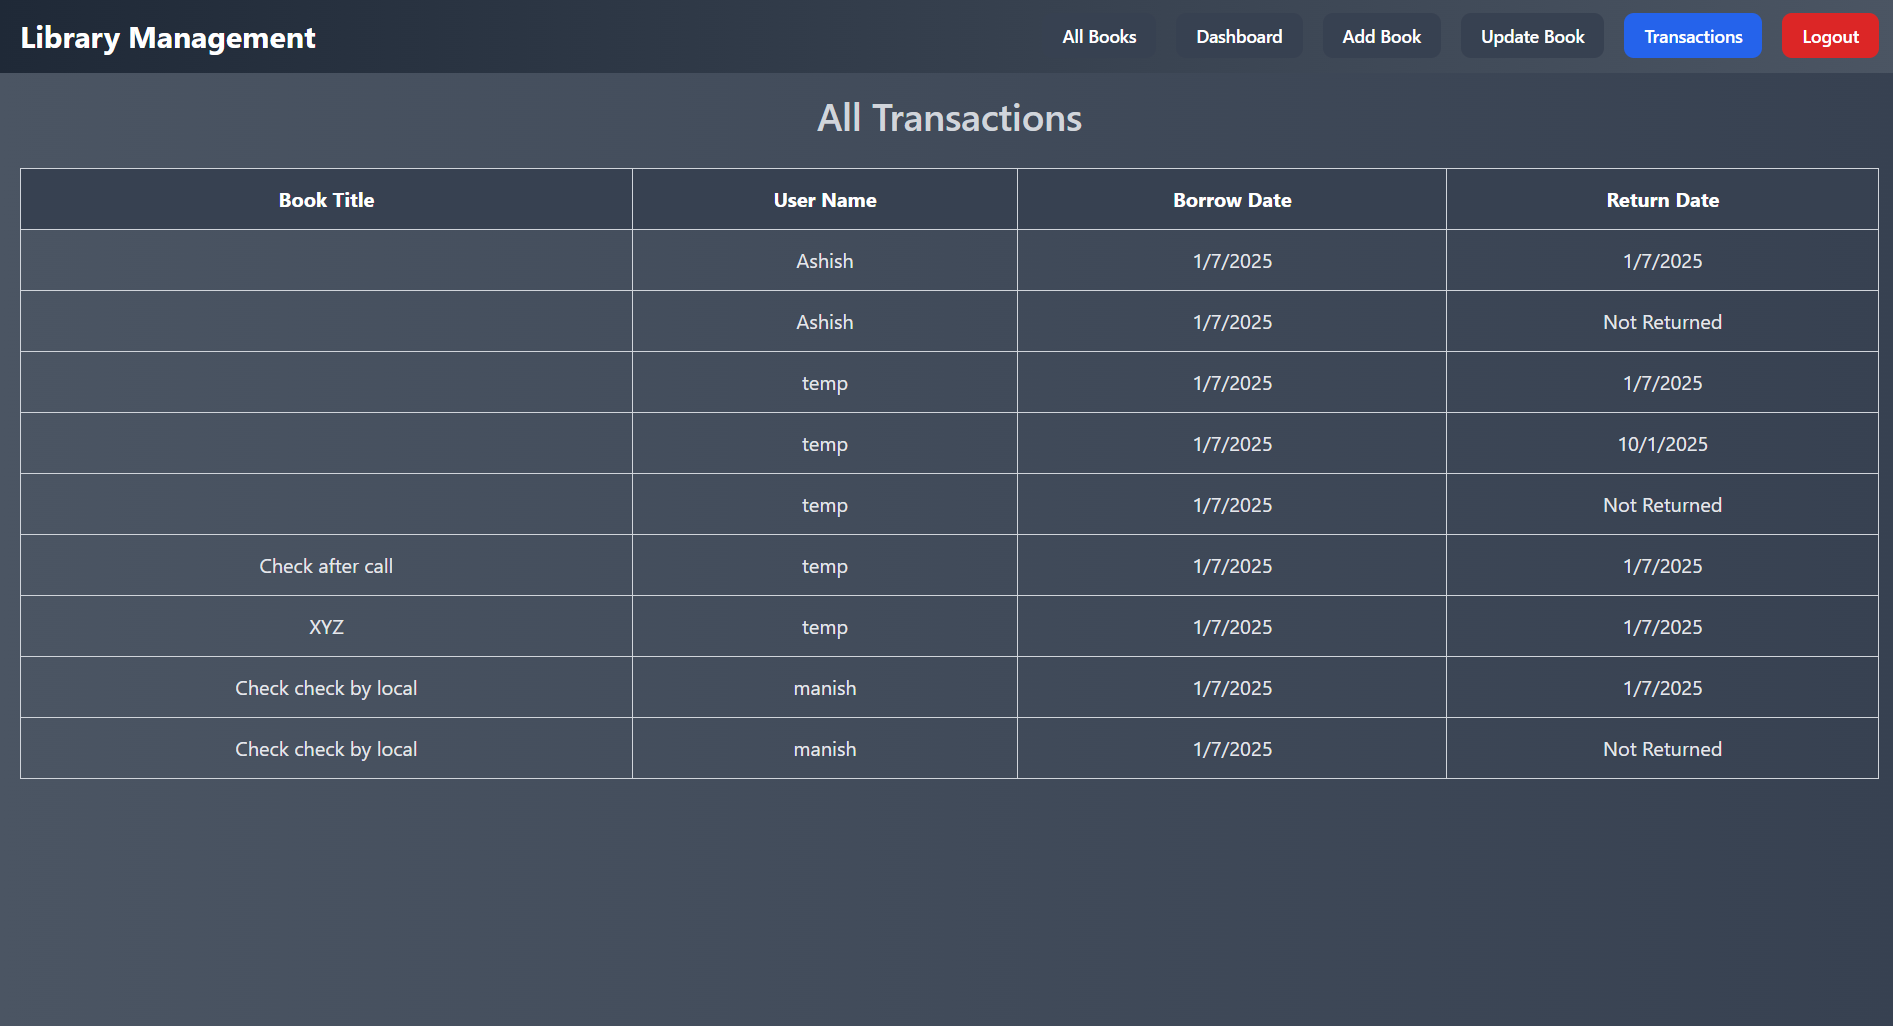 Library Management All Books Dashboard Add Book Update Book Transactions Logout
All Transactions
Book Title User Name Borrow Date Return Date
Ashish 1/7/2025 1/7/2025
Ashish 1/7/2025 Not Returned
temp 1/7/2025 1/7/2025
temp 1/7/2025 10/1/2025
temp 1/7/2025 Not Returned
Check after call temp 1/7/2025 1/7/2025
XYZ temp 1/7/2025 1/7/2025
Check check by local manish 1/7/2025 1/7/2025
Check check by local manish 1/7/2025 Not Returned